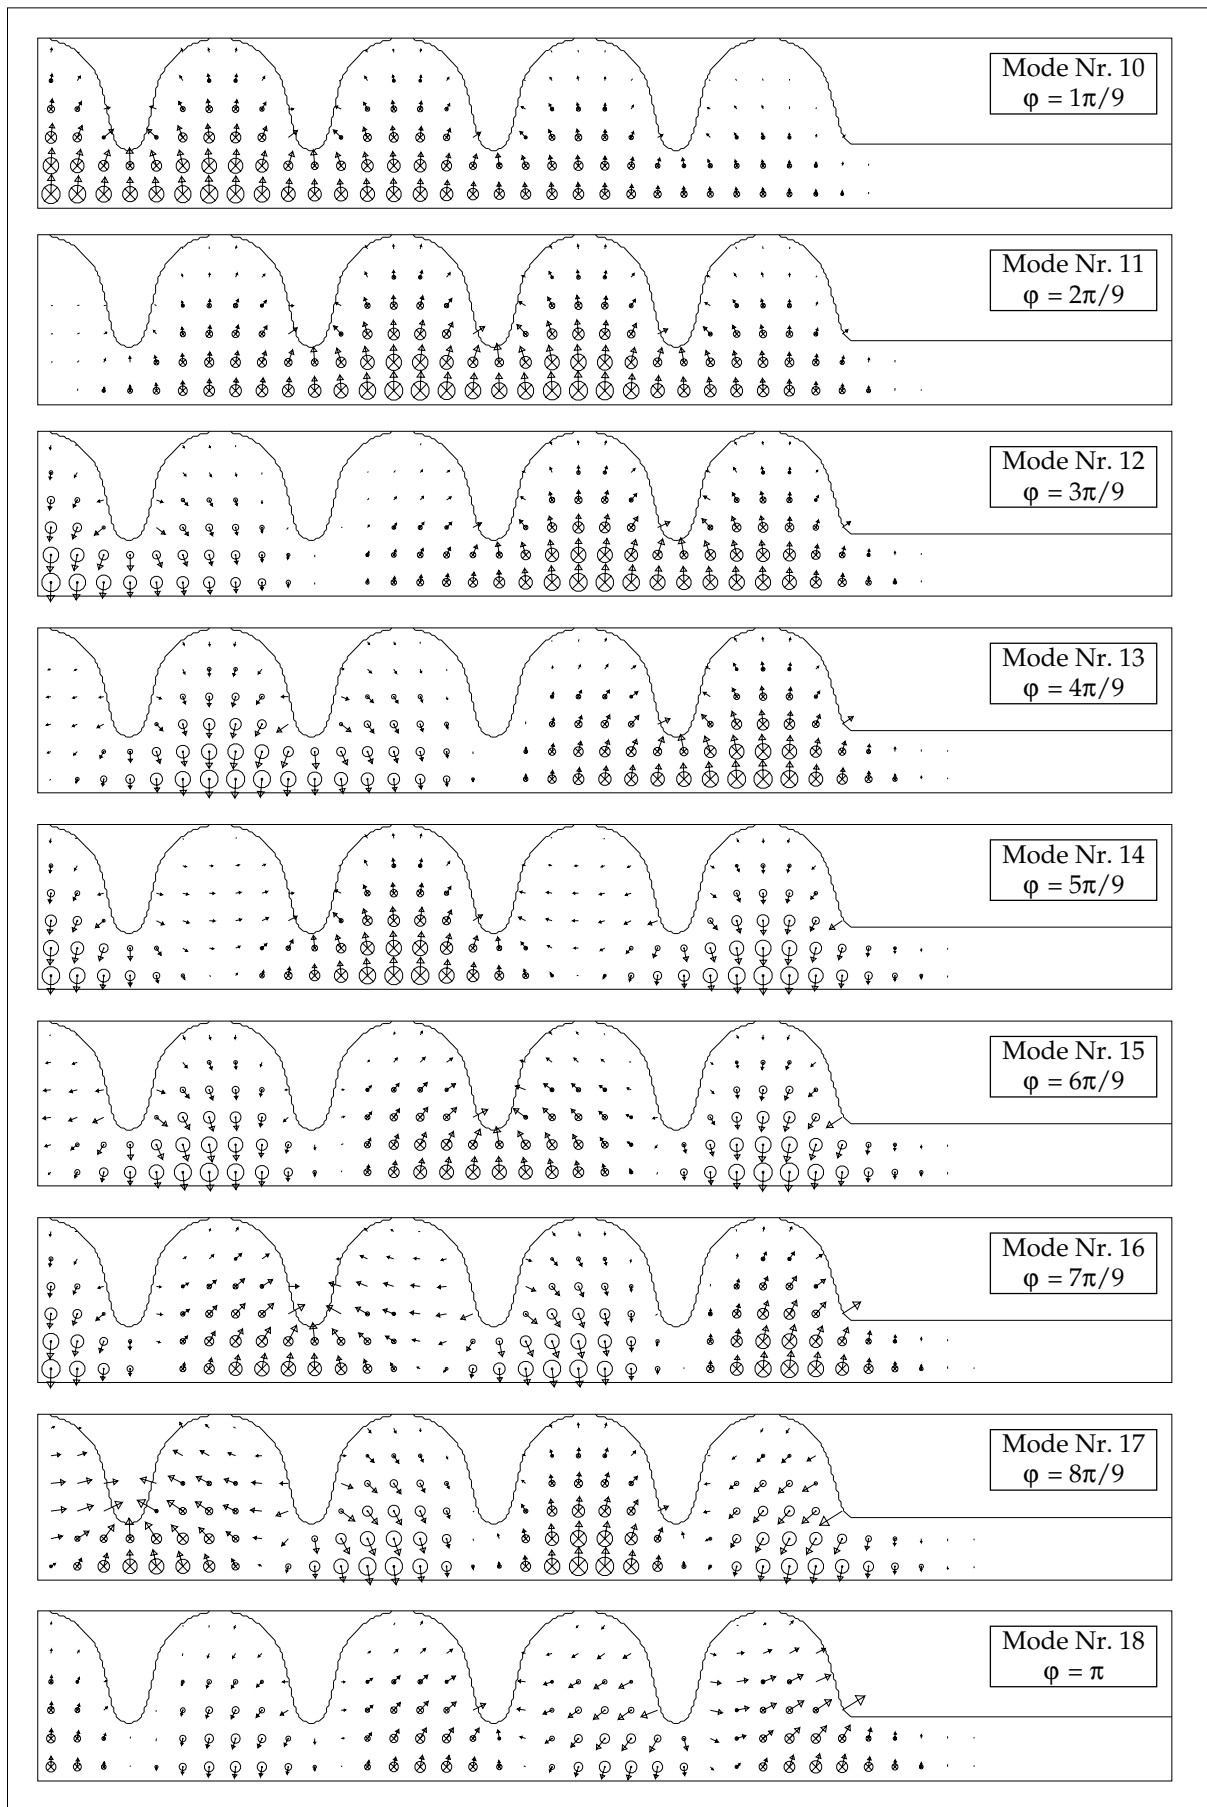 Mode Nr. 10
φ = 1π/9
Mode Nr. 11
φ = 2π/9
Mode Nr. 12
φ = 3π/9
Mode Nr. 13
φ = 4π/9
Mode Nr. 14
φ = 5π/9
Mode Nr. 15
φ = 6π/9
Mode Nr. 16
φ = 7π/9
Mode Nr. 17
φ = 8π/9
Mode Nr. 18
φ = π